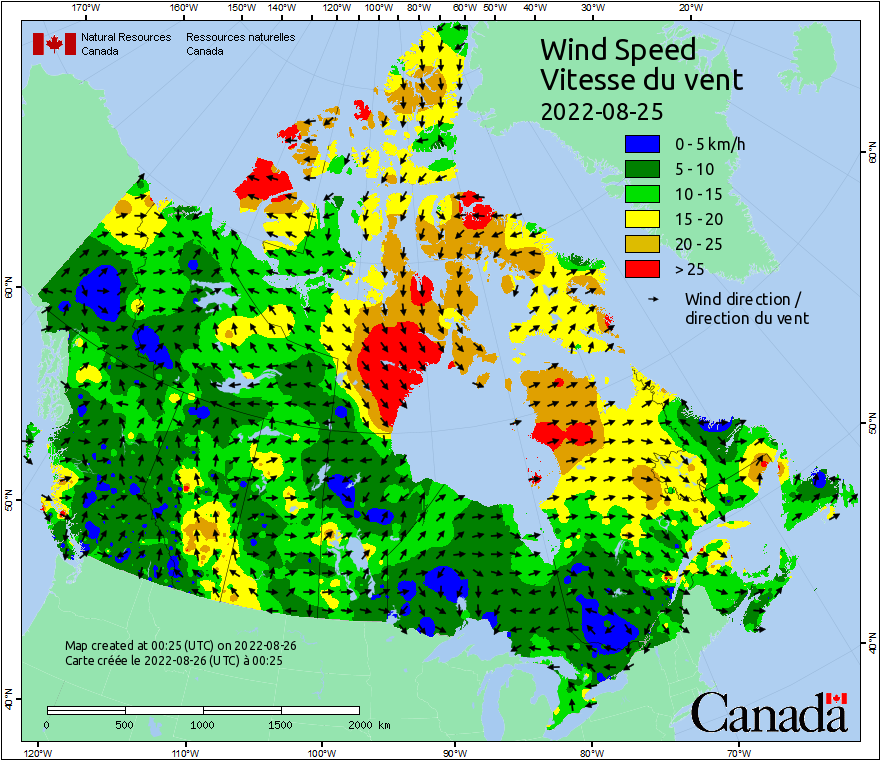 170°W 160°W 150°W 140°W 130°W 120°W 110°W 100°W 90°W 80°W 70°W 60°W 50°W 40°W 30°W 20°W
Natural Resources Ressources naturelles
Canada Canada
Wind Speed
Vitesse du vent
2022-08-25
0 - 5 km/h
5 - 10
10 - 15
15 - 20
20 - 25
> 25
Wind direction /
direction du vent
60°N 60°N
50°N 50°N
40°N 40°N
Map created at 00:25 (UTC) on 2022-08-26
Carte créée le 2022-08-26 (UTC) à 00:25
0 500 1000 1500 2000 km
Canada
120°W 110°W 100°W 90°W 80°W 70°W